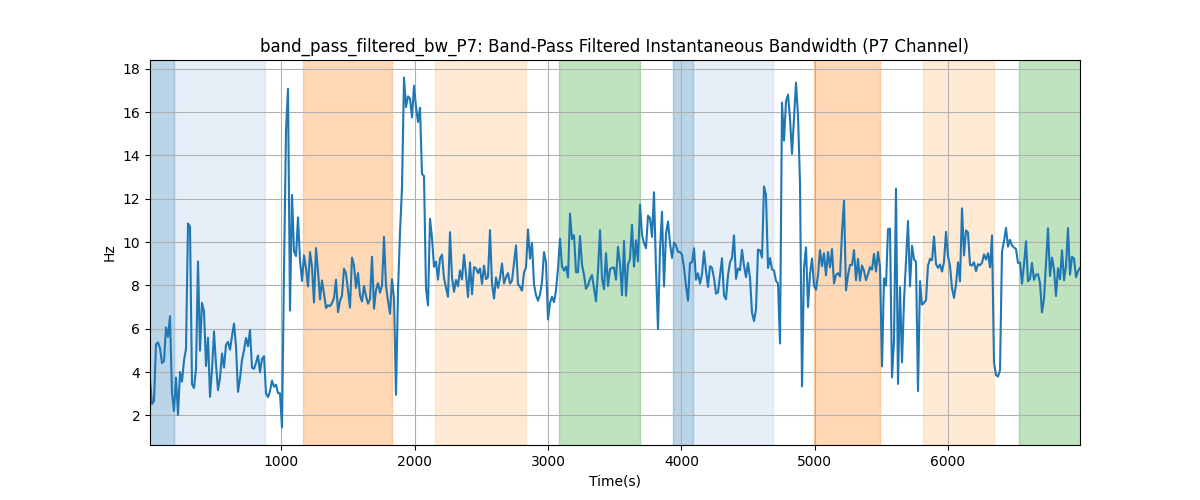 band_pass_filtered_bw_P7: Band-Pass Filtered Instantaneous Bandwidth (P7 Channel)
18
16
14
12
10
8
6
4
2
Hz
1000 2000 3000 4000 5000 6000
Time(s)